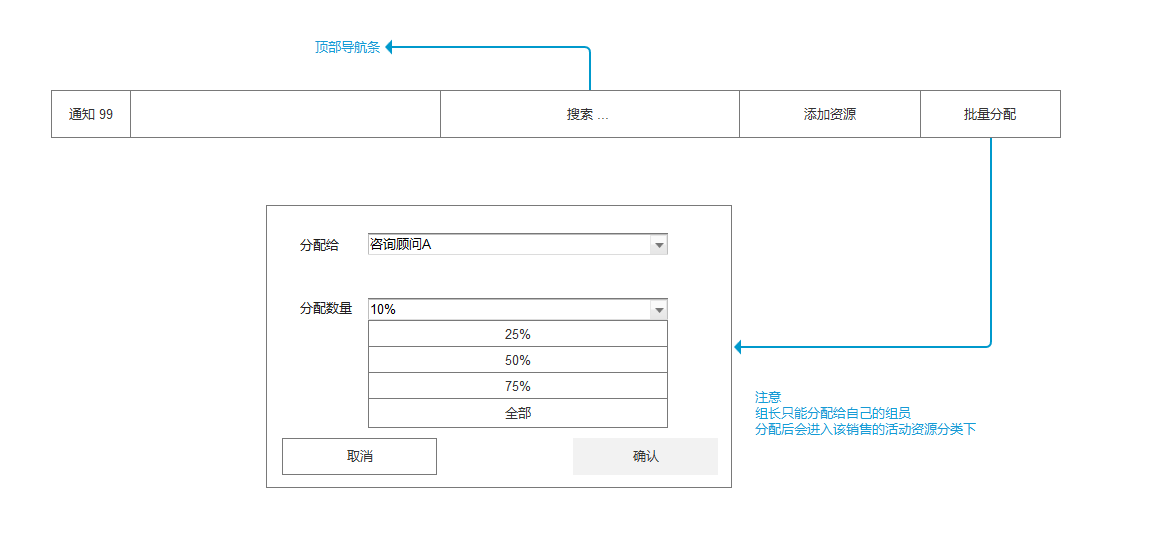 顶部导航条
通知 99
搜索 ...
添加资源
批量分配
分配给
咨询顾问A
分配数量
10%
25%
50%
75%
全部
取消
确认
注意
组长只能分配给自己的组员
分配后会进入该销售的活动资源分类下